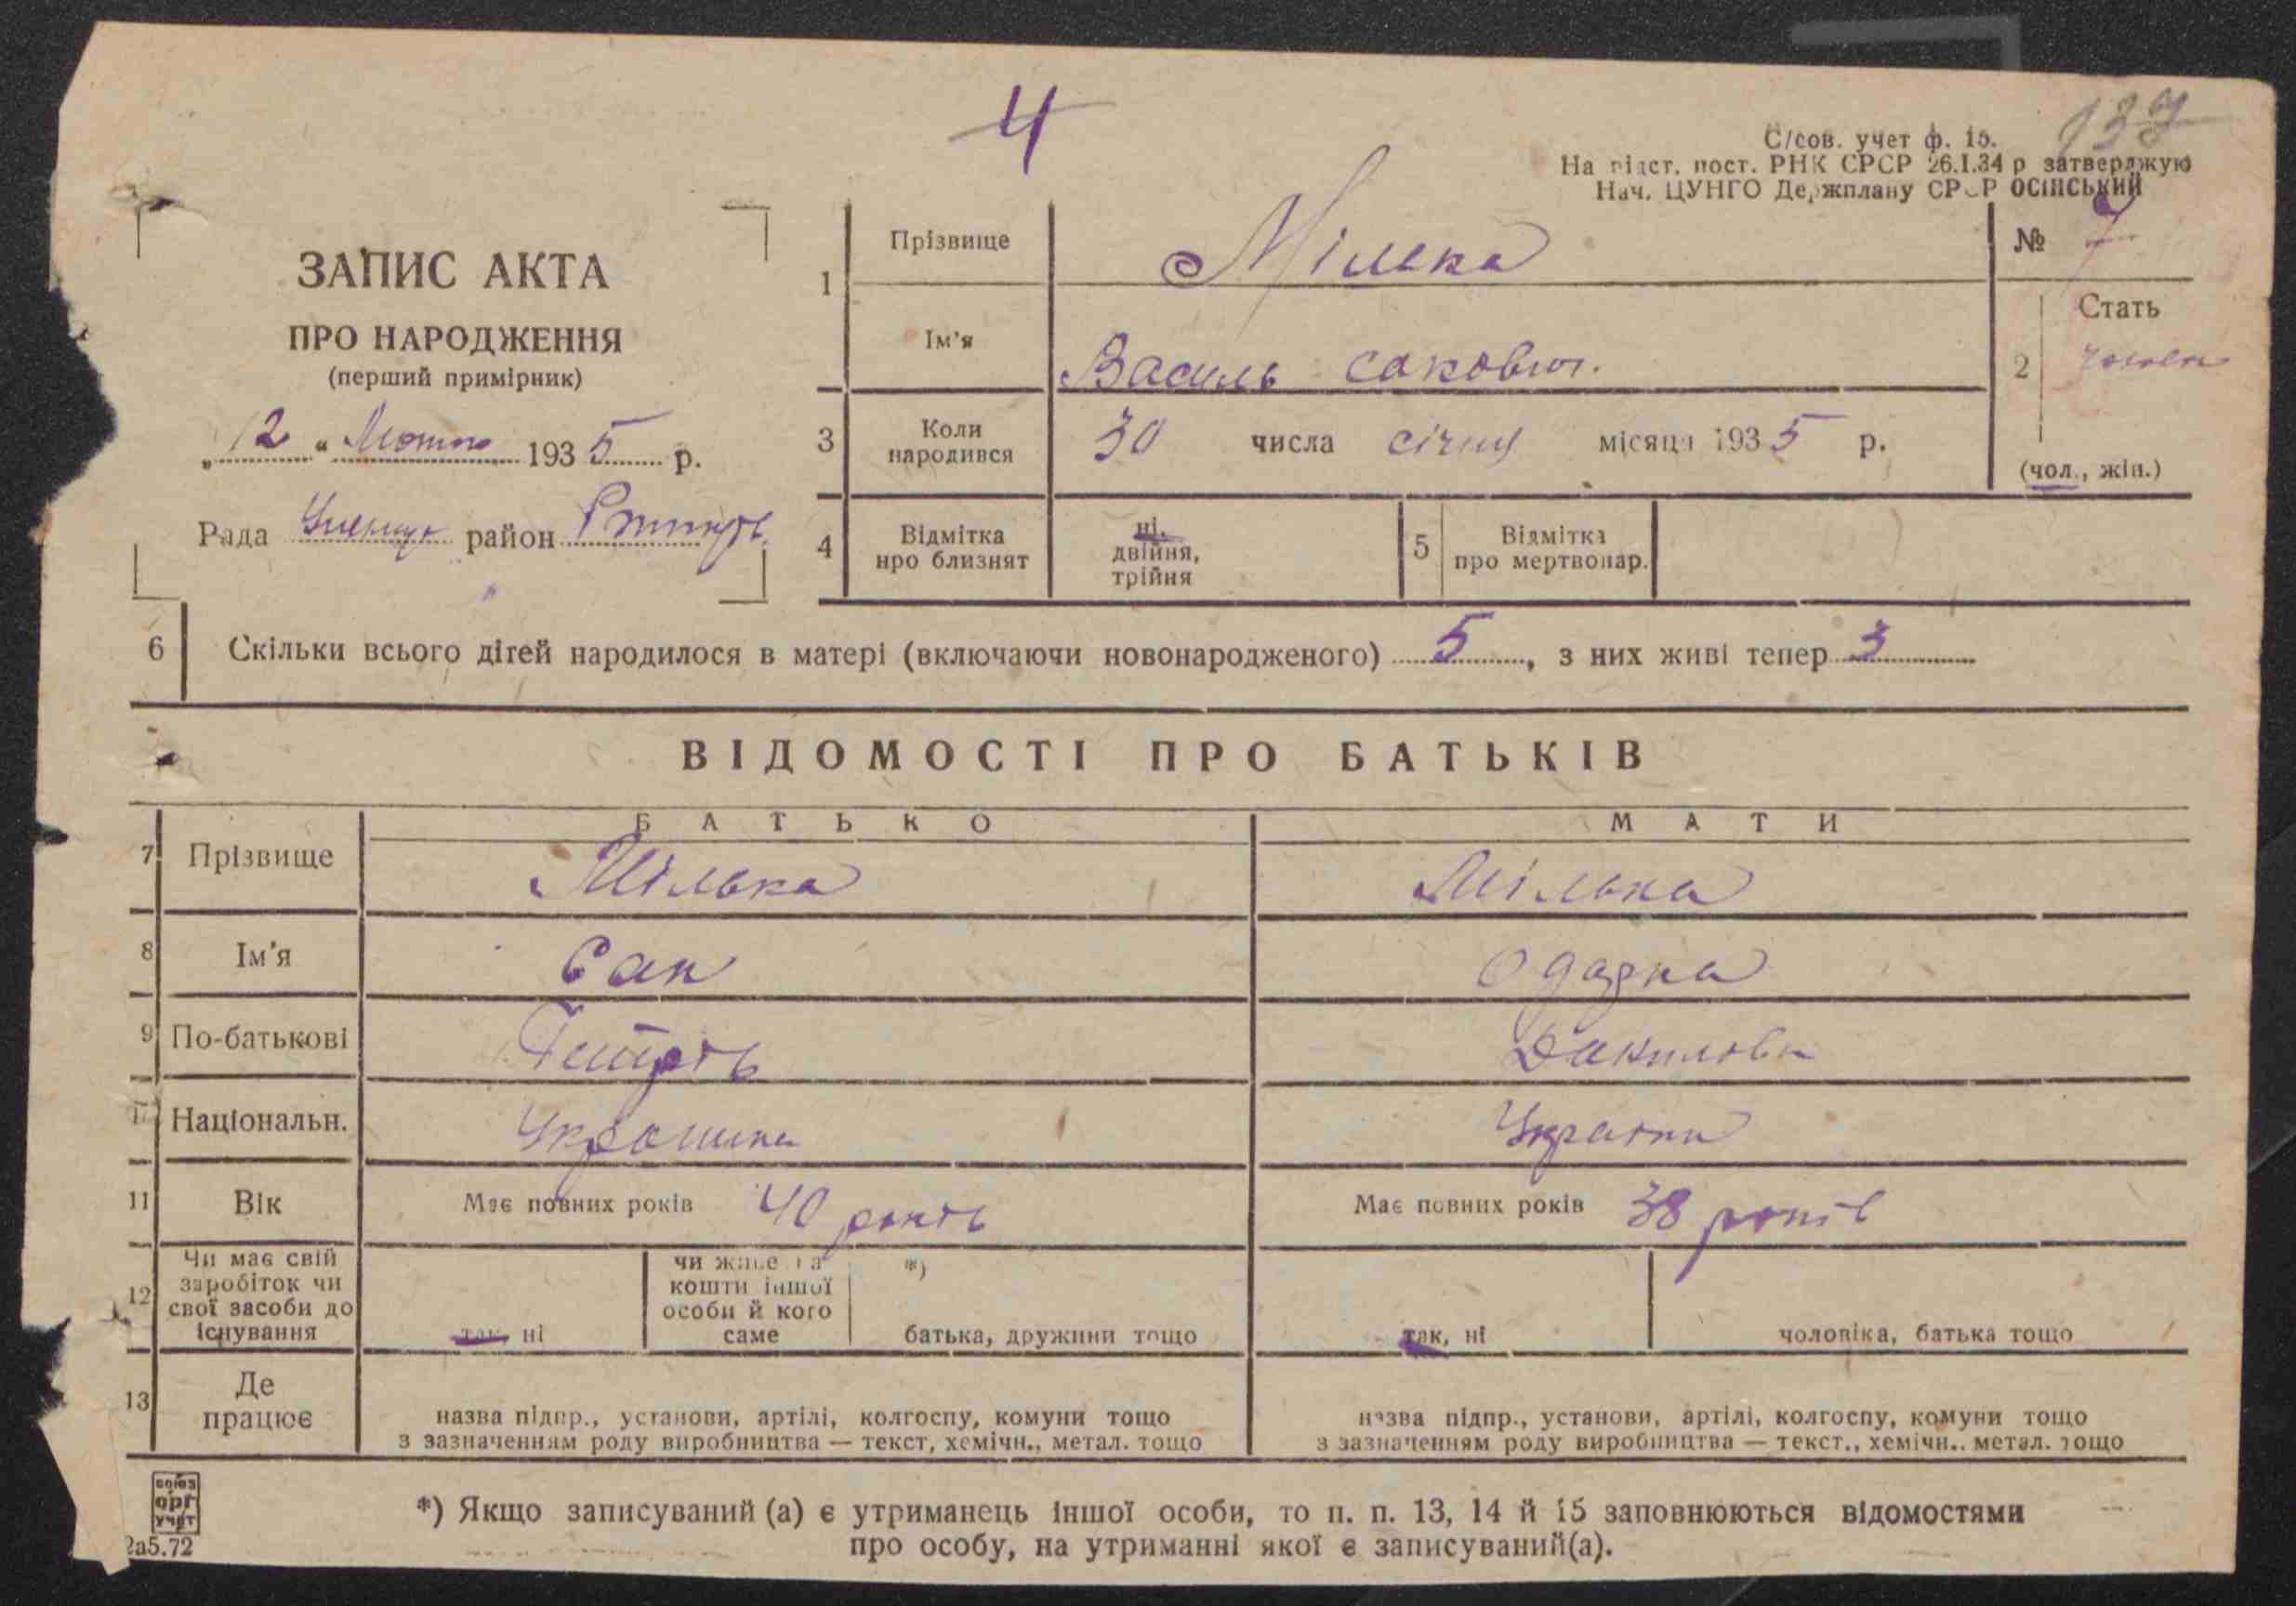 4
137
С/сов. учет ф. 15.
На підст. пост. РНК СРСР 26.I.34 р затверджую
Нач. ЦУНГО Держплану СРСР ОСІНСЬКИЙ
ЗАПИС АКТА
ПРО НАРОДЖЕННЯ
(перший примірник)
„12“ Лютого 1935 р.
Рада район
1 Прізвище Мілька
Ім’я Василь сакович.
№ 7
2 Стать
чолов
(чол., жін.)
3 Коли народився 30 числа січня місяця 1935 р.
4 Відмітка про близнят ні, двійня, трійня
5 Відмітка про мертвонар.
6 Скільки всього дітей народилося в матері (включаючи новонародженого) 5, з них живі тепер 3
ВІДОМОСТІ ПРО БАТЬКІВ
БАТЬКО МАТИ
7 Прізвище Мілька Мілька
8 Ім’я Сак Одарка
9 По-батькові Данилова
Національн.
11 Вік Має повних років 40 років Має повних років 38 років
12 Чи має свій заробіток чи свої засоби до існування так, ні чи живе на кошти іншої особи й кого саме *) батька, дружини тощо так, ні чоловіка, батька тощо
13 Де працює
назва підпр., установи, артілі, колгоспу, комуни тощо
з зазначенням роду виробництва — текст, хемічн., метал. тощо
назва підпр., установи, артілі, колгоспу, комуни тощо
з зазначенням роду виробництва — текст., хемічн., метал. тощо
союз
орг
учет
2а5.72
*) Якщо записуваний (а) є утриманець іншої особи, то п. п. 13, 14 й 15 заповнюються відомостями
про особу, на утриманні якої є записуваний(а).